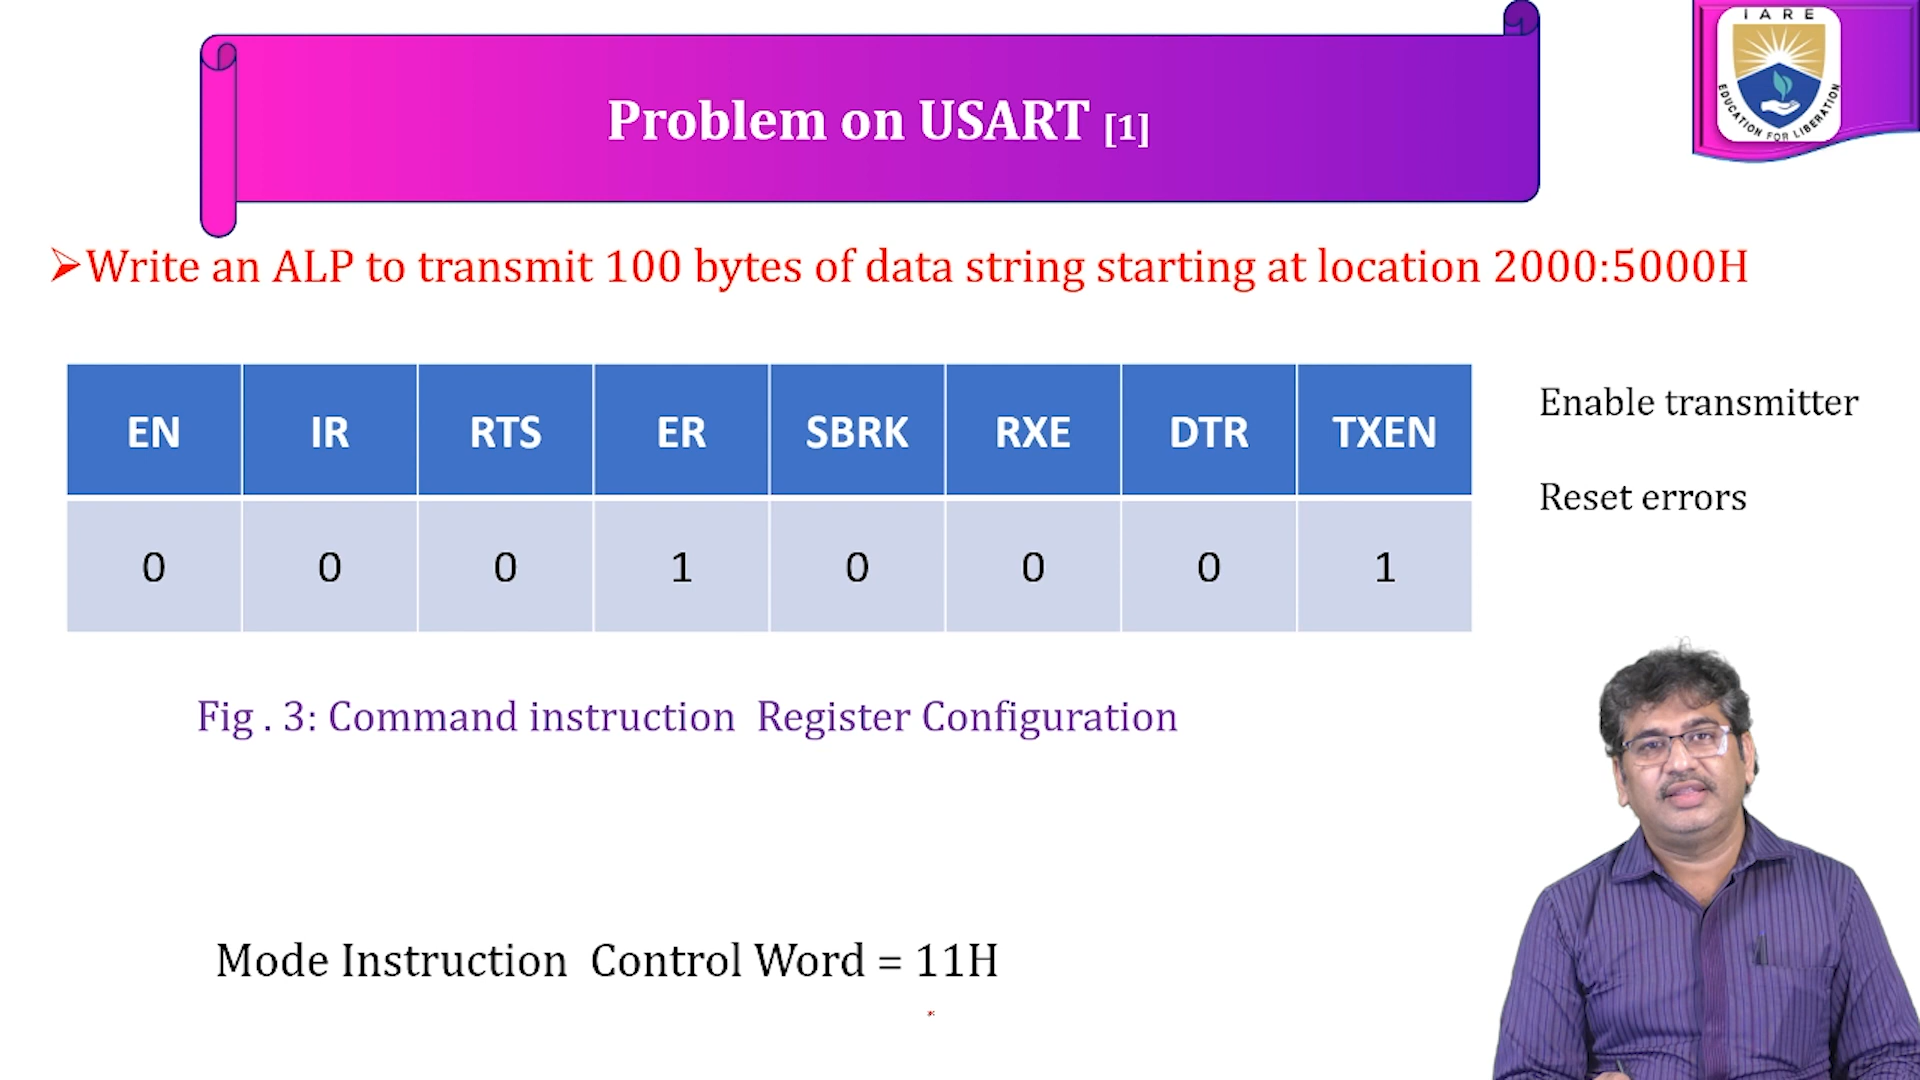 IARE
EDUCATION FOR LIBERATION
Problem on USART [1]
➢Write an ALP to transmit 100 bytes of data string starting at location 2000:5000H
EN IR RTS ER SBRK RXE DTR TXEN
0 0 0 1 0 0 0 1
Enable transmitter
Reset errors
Fig . 3: Command instruction Register Configuration
Mode Instruction Control Word = 11H